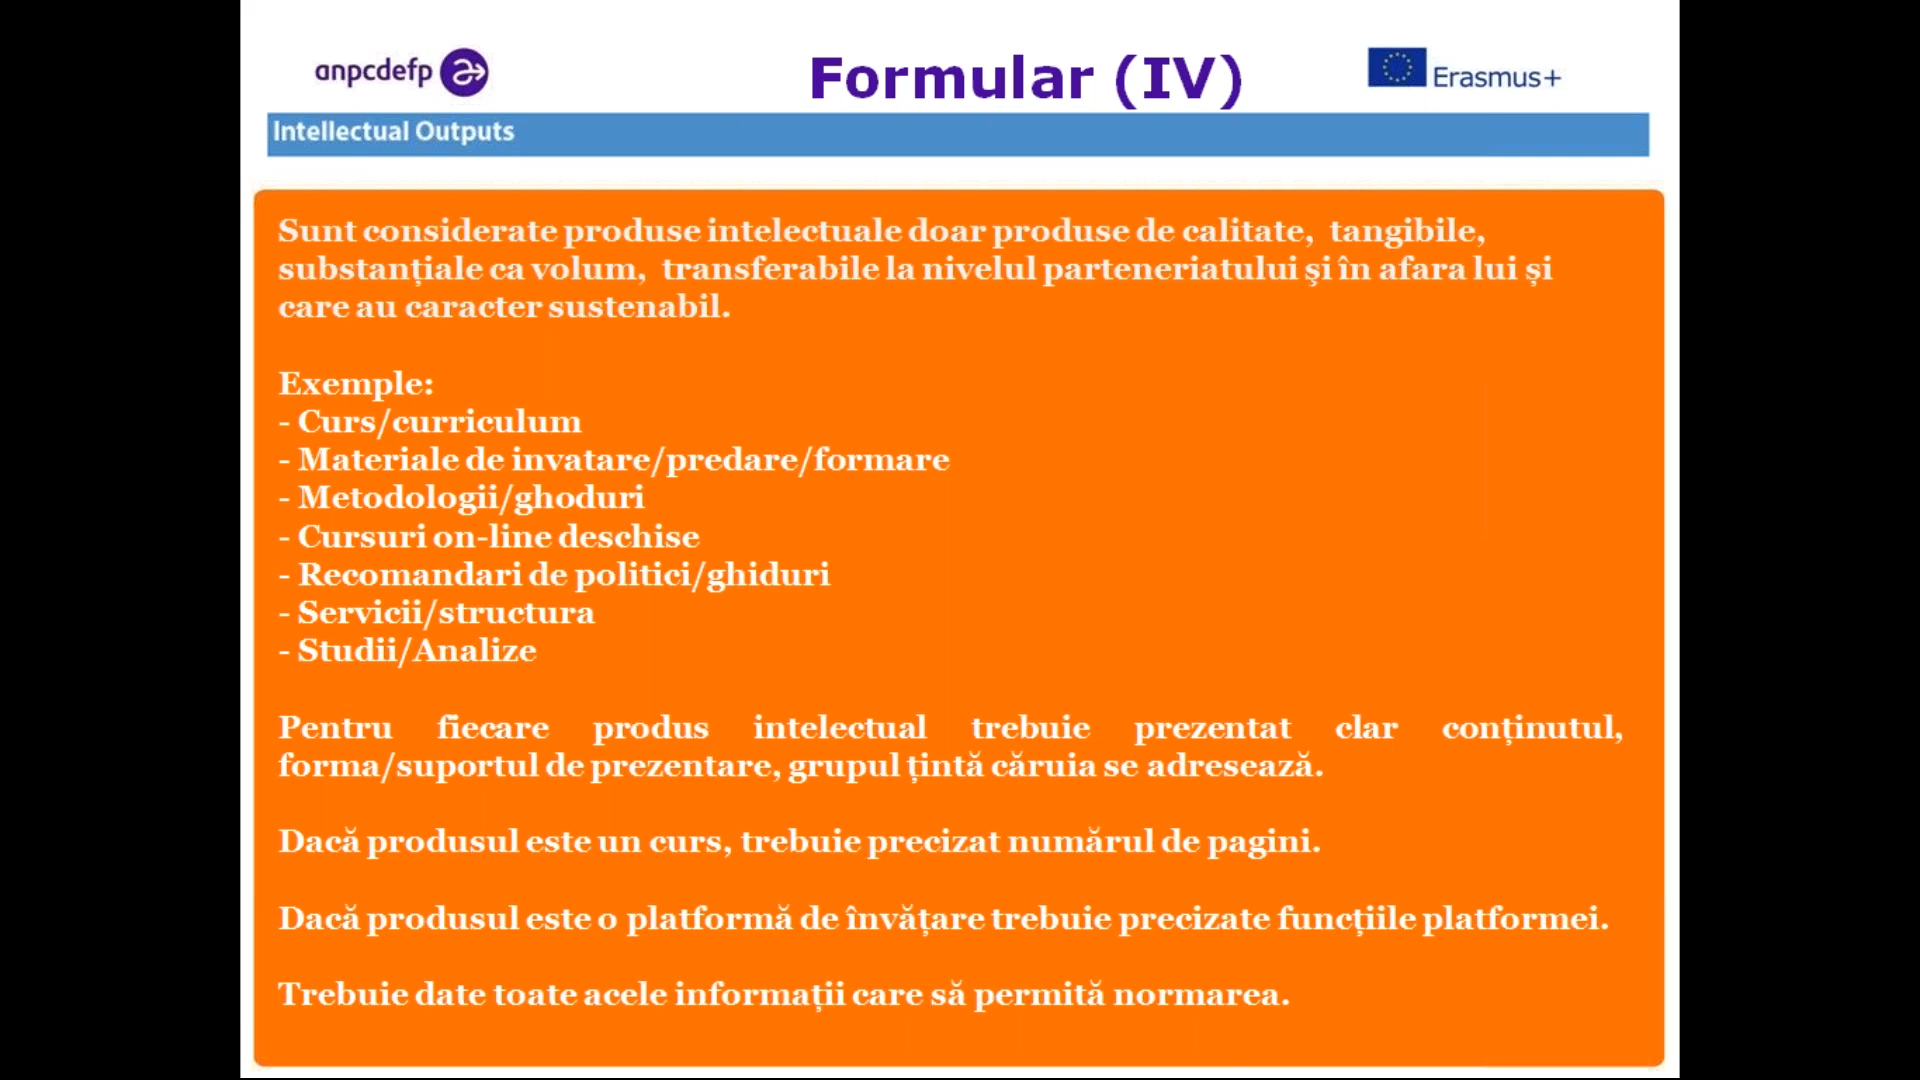 anpcdefp
Formular (IV)
Erasmus+
Intellectual Outputs
Sunt considerate produse intelectuale doar produse de calitate, tangibile,
substanțiale ca volum, transferabile la nivelul parteneriatului şi în afara lui și
care au caracter sustenabil.
Exemple:
- Curs/curriculum
- Materiale de invatare/predare/formare
- Metodologii/ghoduri
- Cursuri on-line deschise
- Recomandari de politici/ghiduri
- Servicii/structura
- Studii/Analize
Pentru fiecare produs intelectual trebuie prezentat clar conținutul,
forma/suportul de prezentare, grupul țintă căruia se adresează.
Dacă produsul este un curs, trebuie precizat numărul de pagini.
Dacă produsul este o platformă de învățare trebuie precizate funcțiile platformei.
Trebuie date toate acele informații care să permită normarea.